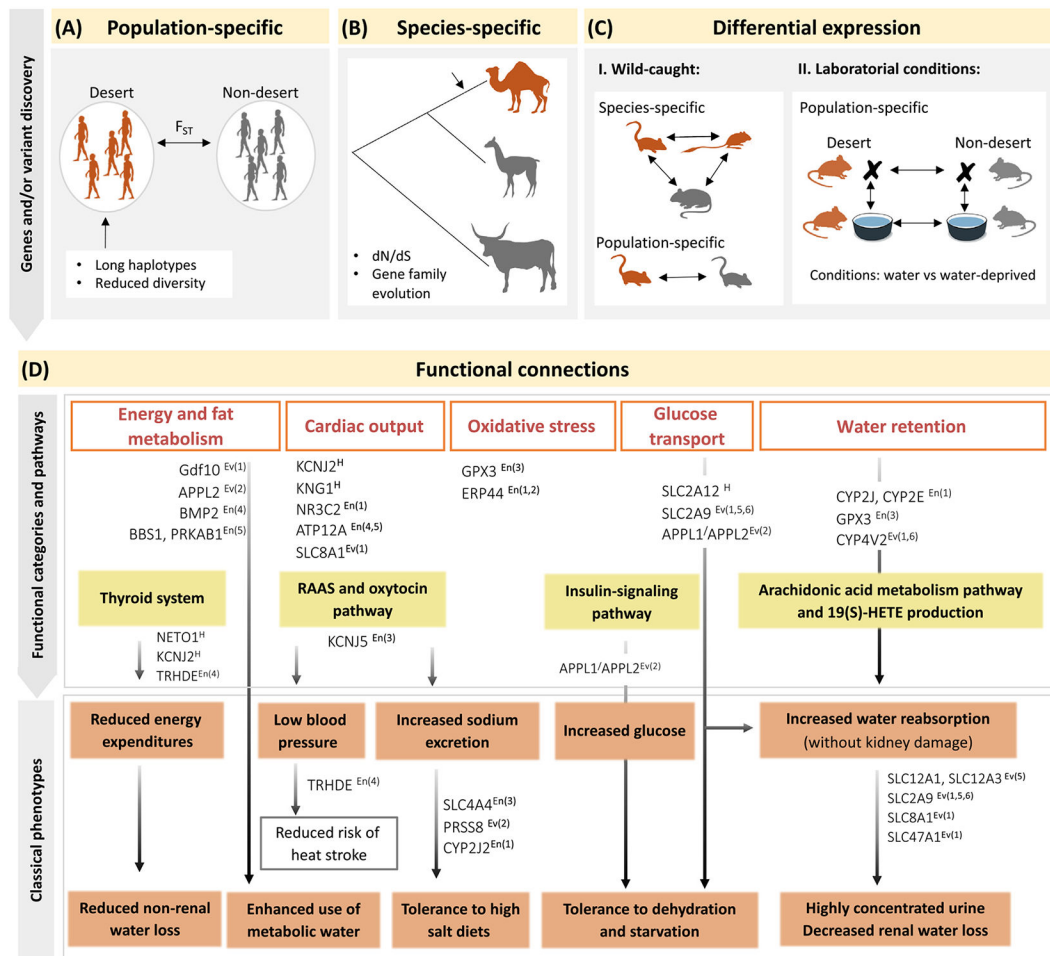 Genes and/or variant discovery
(A) Population-specific
Desert
Non-desert
FST
• Long haplotypes
• Reduced diversity
(B) Species-specific
• dN/dS
• Gene family
evolution
(C) Differential expression
I. Wild-caught:
Species-specific
Population-specific
II. Laboratorial conditions:
Population-specific
Desert
Non-desert
Conditions: water vs water-deprived
(D) Functional connections
Functional categories and pathways
Energy and fat
metabolism
Cardiac output
Oxidative stress
Glucose
transport
Water retention
Gdf10 Ev(1)
APPL2 Ev(2)
BMP2 En(4)
BBS1, PRKAB1En(5)
KCNJ2H
KNG1H
NR3C2 En(1)
ATP12A En(4,5)
SLC8A1Ev(1)
GPX3 En(3)
ERP44 En(1,2)
SLC2A12 H
SLC2A9 Ev(1,5,6)
APPL1/APPL2Ev(2)
CYP2J, CYP2E En(1)
GPX3 En(3)
CYP4V2Ev(1,6)
Thyroid system
RAAS and oxytocin
pathway
Insulin-signaling
pathway
Arachidonic acid metabolism pathway
and 19(S)-HETE production
NETO1H
KCNJ2H
TRHDEEn(4)
KCNJ5 En(3)
APPL1/APPL2Ev(2)
Classical phenotypes
Reduced energy
expenditures
Low blood
pressure
Increased sodium
excretion
Increased glucose
Increased water reabsorption
(without kidney damage)
TRHDE En(4)
Reduced risk of
heat stroke
SLC4A4En(3)
PRSS8 Ev(2)
CYP2J2En(1)
SLC12A1, SLC12A3 Ev(5)
SLC2A9 Ev(1,5,6)
SLC8A1Ev(1)
SLC47A1Ev(1)
Reduced non-renal
water loss
Enhanced use of
metabolic water
Tolerance to high
salt diets
Tolerance to dehydration
and starvation
Highly concentrated urine
Decreased renal water loss